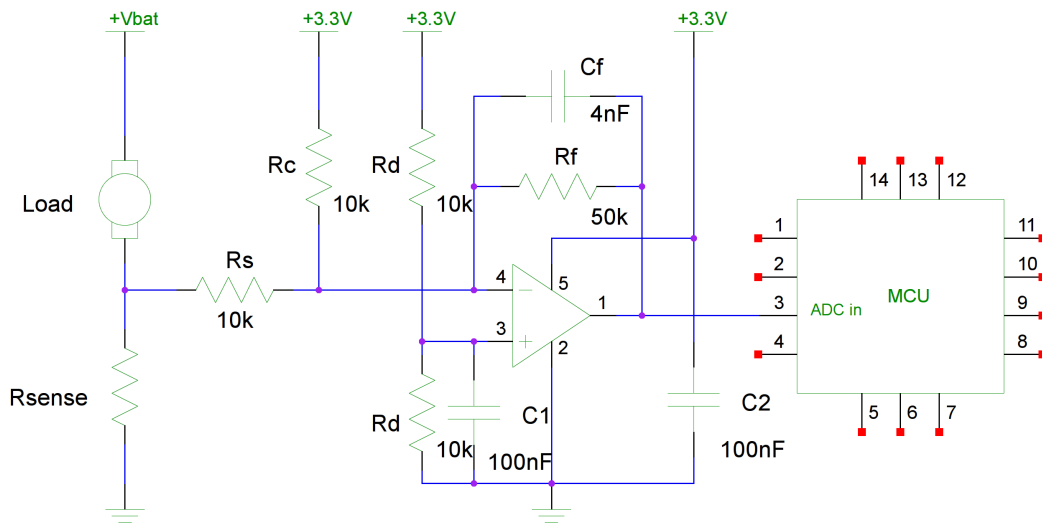 +Vbat
+3.3V
+3.3V
+3.3V
Cf
4nF
Rc
10k
Rd
10k
Rf
50k
Load
Rs
10k
4
5
3
1
2
Rsense
Rd
10k
C1
100nF
C2
100nF
14
13
12
1
2
3
4
11
10
9
8
ADC in
MCU
5
6
7